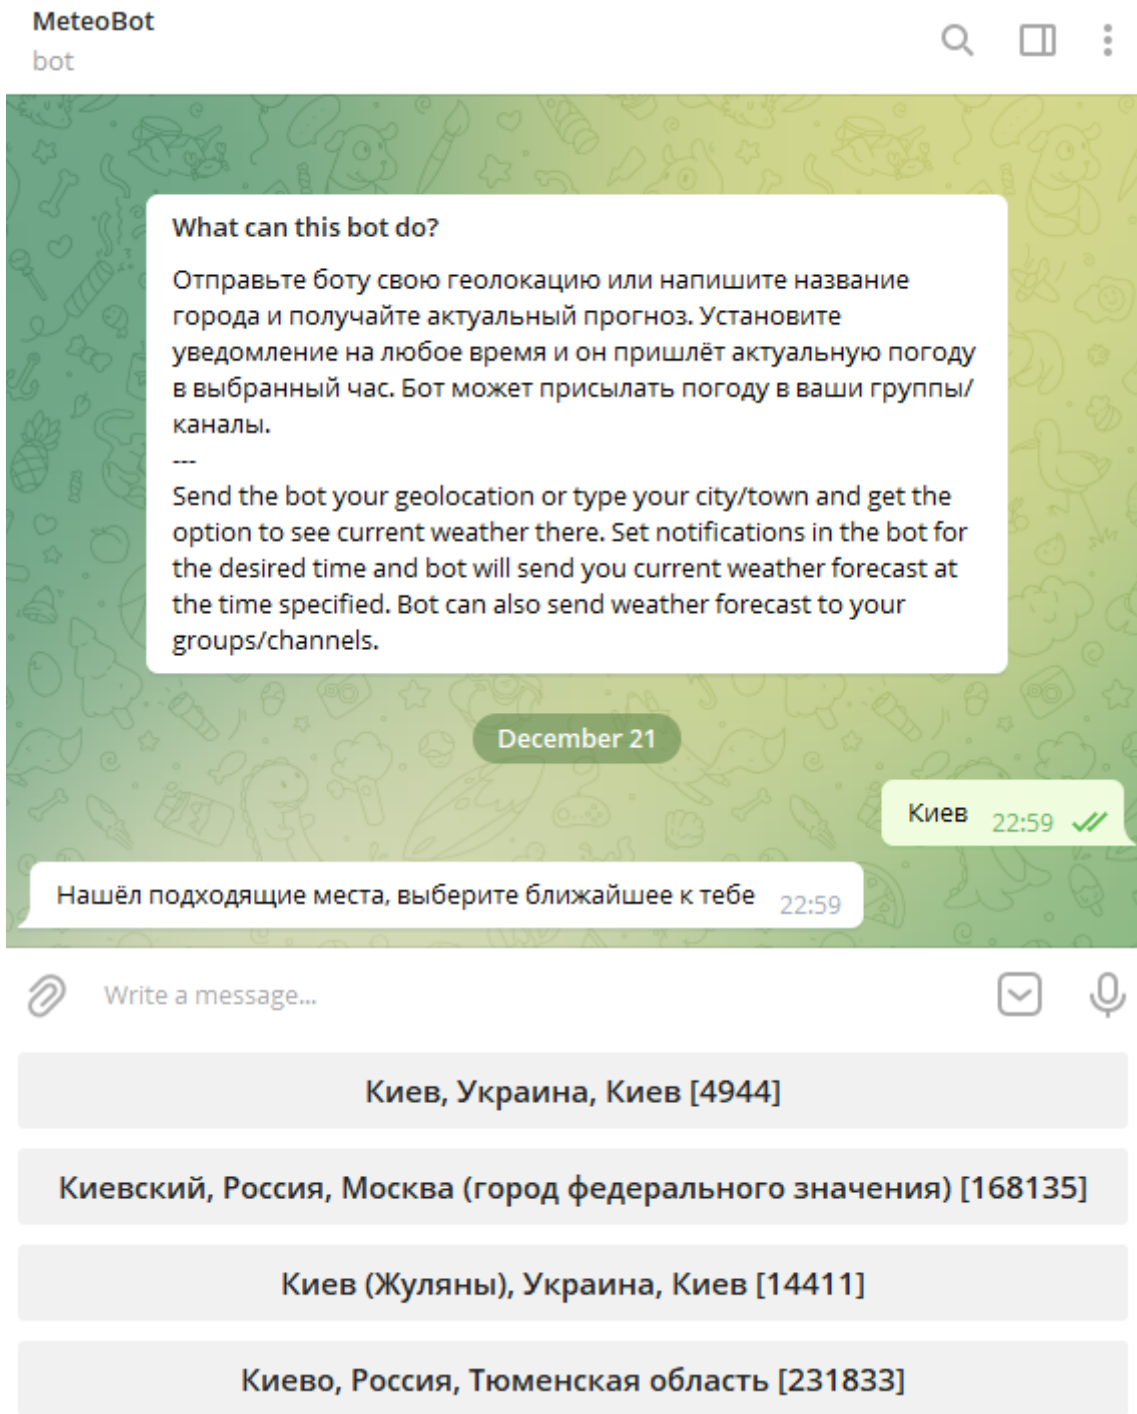 MeteoBot
bot
What can this bot do?
Отправьте боту свою геолокацию или напишите название
города и получайте актуальный прогноз. Установите
уведомление на любое время и он пришлёт актуальную погоду
в выбранный час. Бот может присылать погоду в ваши группы/
каналы.
---
Send the bot your geolocation or type your city/town and get the
option to see current weather there. Set notifications in the bot for
the desired time and bot will send you current weather forecast at
the time specified. Bot can also send weather forecast to your
groups/channels.
December 21
Киев 22:59
Нашёл подходящие места, выберите ближайшее к тебе 22:59
Write a message...
Киев, Украина, Киев [4944]
Киевский, Россия, Москва (город федерального значения) [168135]
Киев (Жуляны), Украина, Киев [14411]
Киево, Россия, Тюменская область [231833]